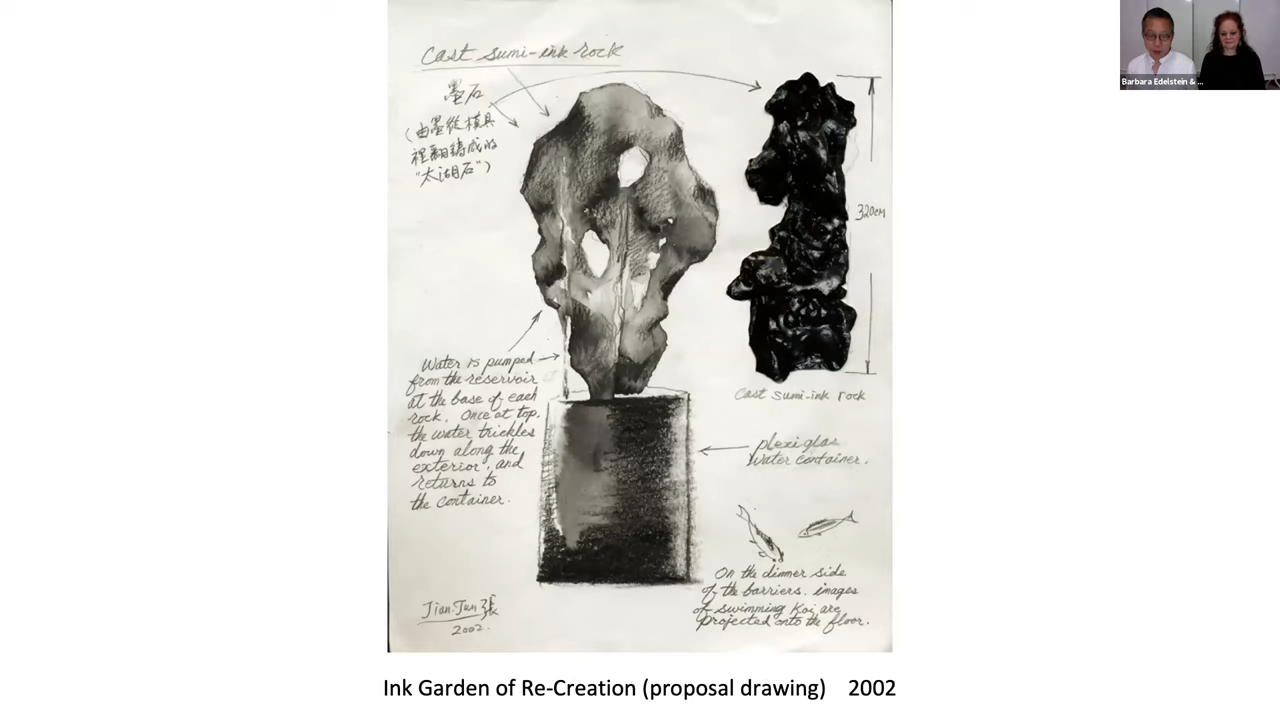 Cast sumi-ink rock
墨石
(由墨從模具
裡翻鑄成的
"太湖石")
320cm
Water is pumped
from the reservoir
at the base of each
rock. Once at top,
the water trickles
down along the
exterior, and
returns to
the container.
Cast sumi-ink rock
plexiglas
water container.
On the dimmer side
of the barriers, images
of swimming Koi are
projected onto the floor.
Jian-Jun 張
2002.
Ink Garden of Re-Creation (proposal drawing) 2002
Barbara Edelstein & ...